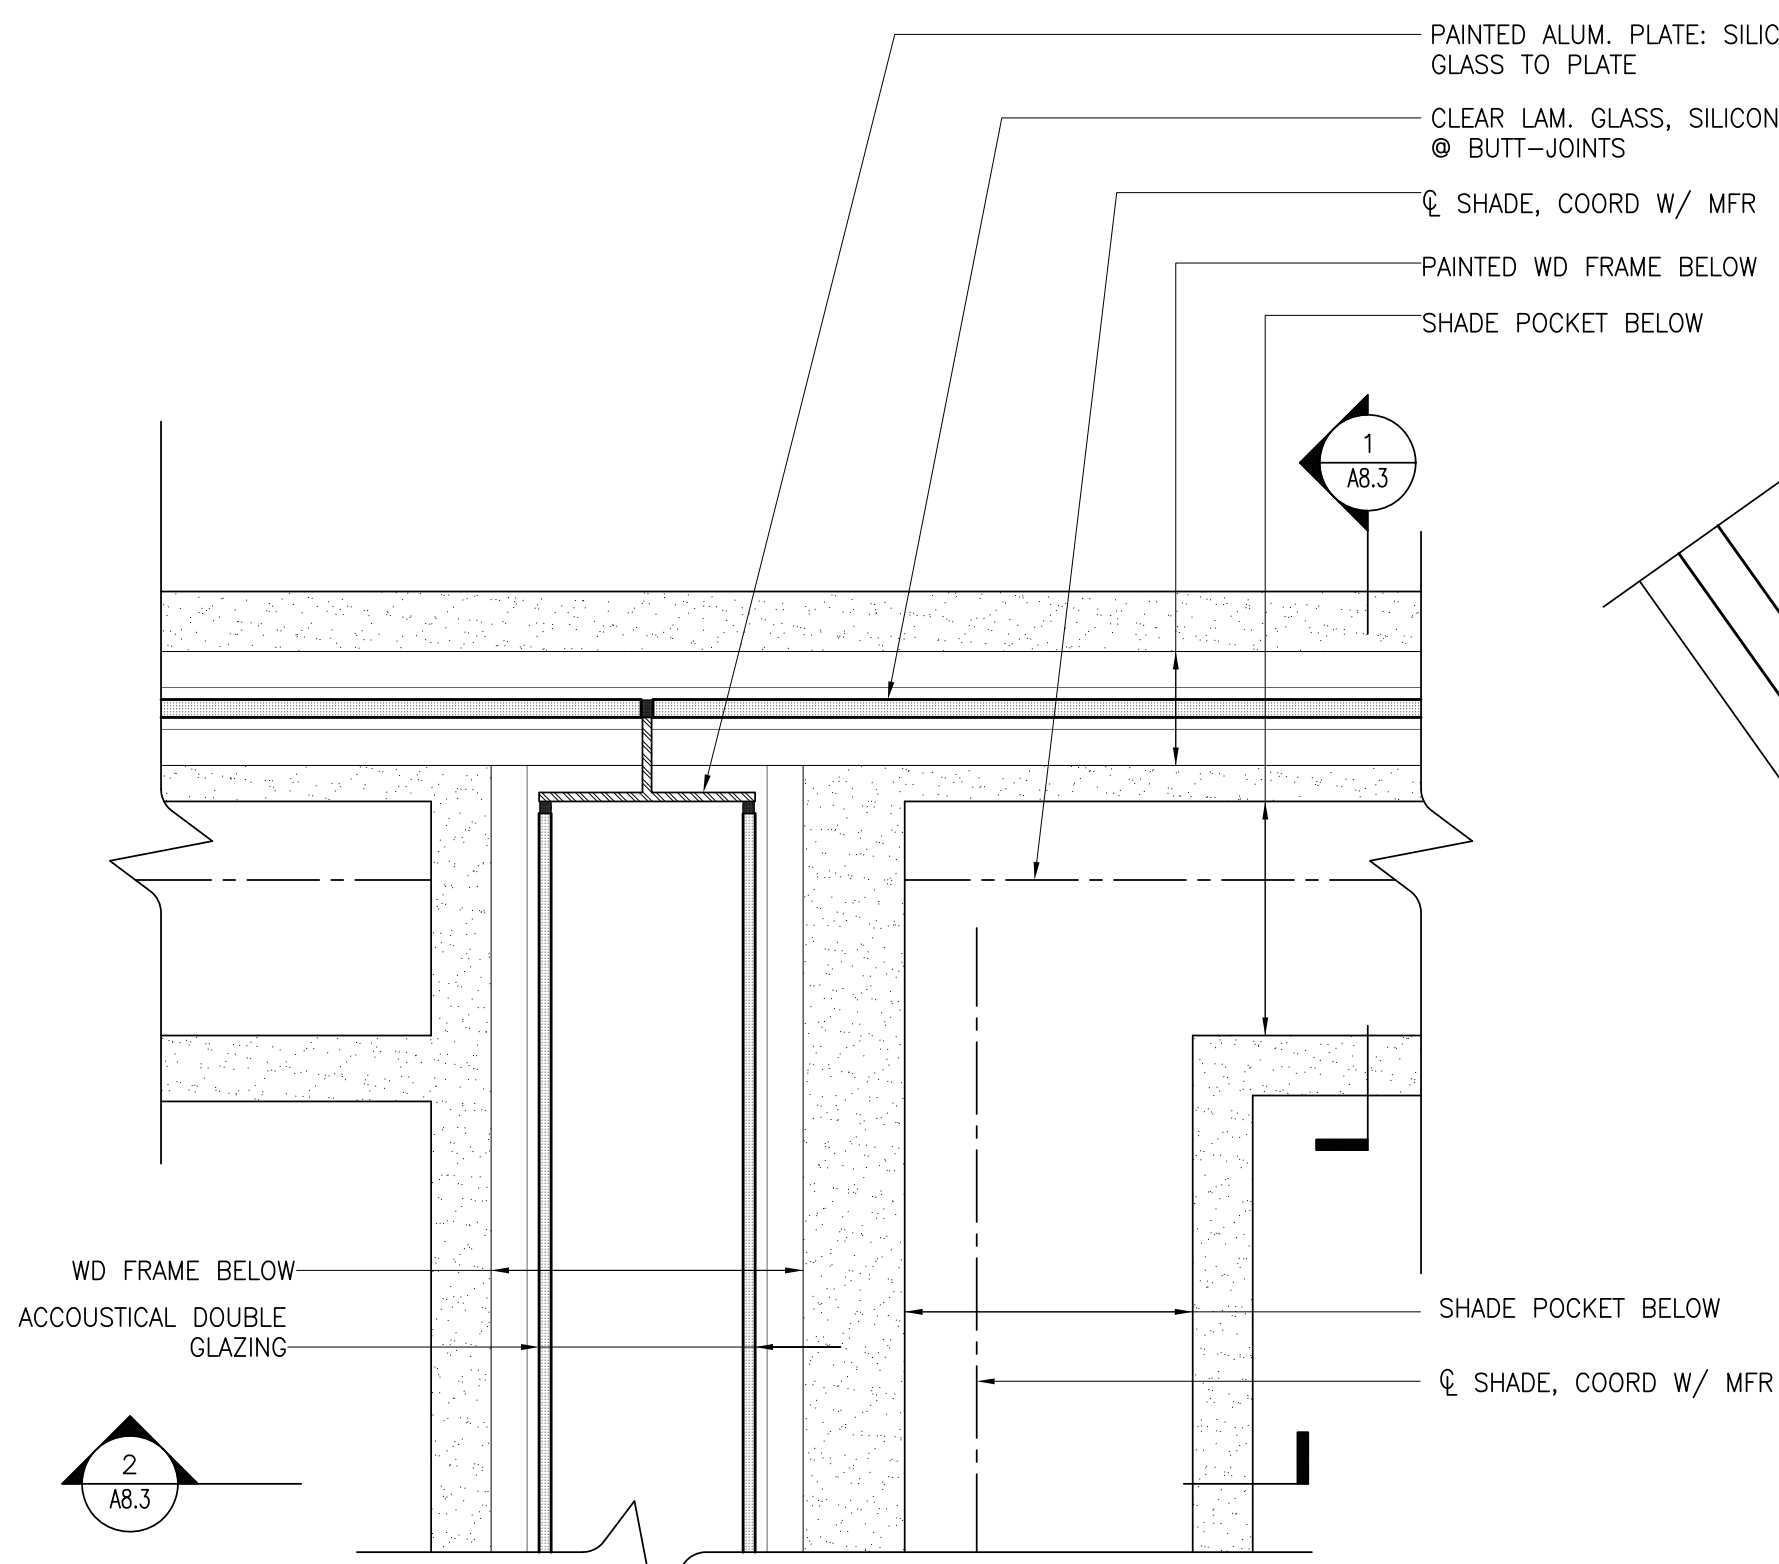 PAINTED ALUM. PLATE: SILIC
GLASS TO PLATE
CLEAR LAM. GLASS, SILICON
@ BUTT-JOINTS
℄ SHADE, COORD W/ MFR
PAINTED WD FRAME BELOW
SHADE POCKET BELOW
1
A8.3
WD FRAME BELOW
ACCOUSTICAL DOUBLE
GLAZING
SHADE POCKET BELOW
℄ SHADE, COORD W/ MFR
2
A8.3